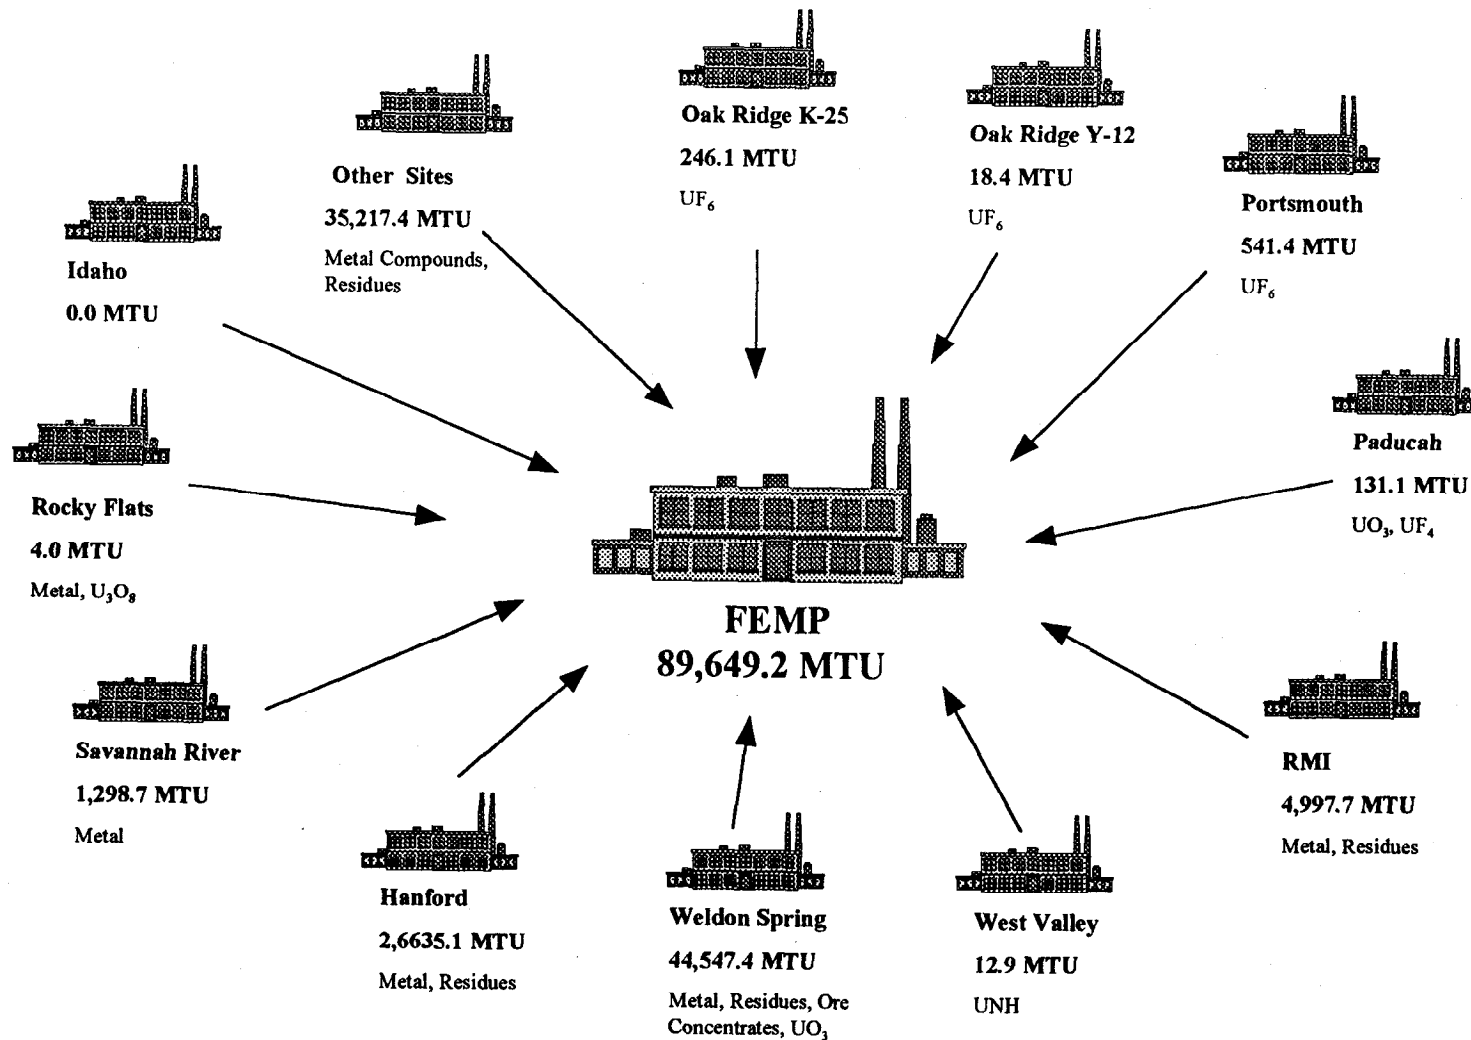 Oak Ridge K-25
246.1 MTU
UF₆
Oak Ridge Y-12
18.4 MTU
UF₆
Other Sites
35,217.4 MTU
Metal Compounds,
Residues
Portsmouth
541.4 MTU
UF₆
Idaho
0.0 MTU
Paducah
131.1 MTU
UO₃, UF₄
Rocky Flats
4.0 MTU
Metal, U₃O₈
FEMP
89,649.2 MTU
Savannah River
1,298.7 MTU
Metal
RMI
4,997.7 MTU
Metal, Residues
Hanford
2,6635.1 MTU
Metal, Residues
Weldon Spring
44,547.4 MTU
Metal, Residues, Ore
Concentrates, UO₃
West Valley
12.9 MTU
UNH